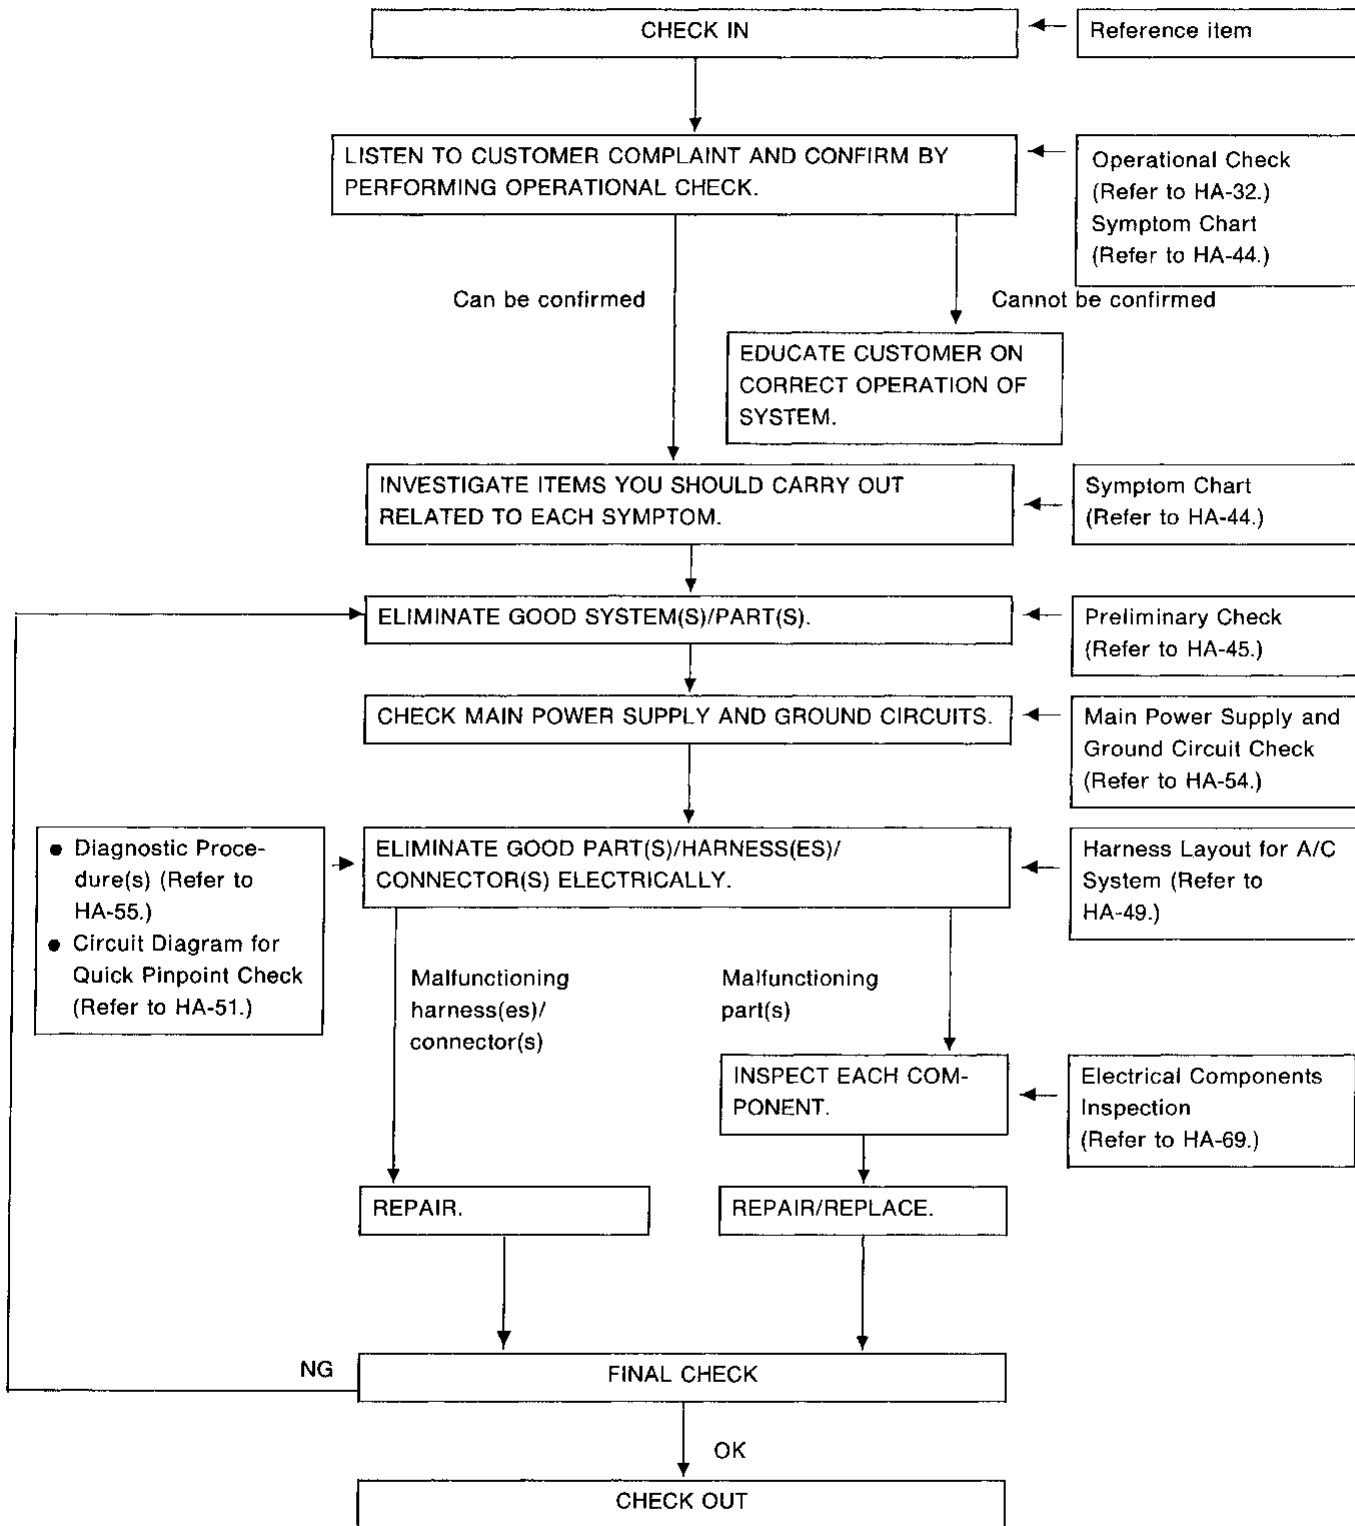 CHECK IN
Reference item
LISTEN TO CUSTOMER COMPLAINT AND CONFIRM BY
PERFORMING OPERATIONAL CHECK.
Operational Check
(Refer to HA-32.)
Symptom Chart
(Refer to HA-44.)
Can be confirmed
Cannot be confirmed
EDUCATE CUSTOMER ON
CORRECT OPERATION OF
SYSTEM.
INVESTIGATE ITEMS YOU SHOULD CARRY OUT
RELATED TO EACH SYMPTOM.
Symptom Chart
(Refer to HA-44.)
ELIMINATE GOOD SYSTEM(S)/PART(S).
Preliminary Check
(Refer to HA-45.)
CHECK MAIN POWER SUPPLY AND GROUND CIRCUITS.
Main Power Supply and
Ground Circuit Check
(Refer to HA-54.)
● Diagnostic Proce-
dure(s) (Refer to
HA-55.)
● Circuit Diagram for
Quick Pinpoint Check
(Refer to HA-51.)
ELIMINATE GOOD PART(S)/HARNESS(ES)/
CONNECTOR(S) ELECTRICALLY.
Harness Layout for A/C
System (Refer to
HA-49.)
Malfunctioning
harness(es)/
connector(s)
Malfunctioning
part(s)
INSPECT EACH COM-
PONENT.
Electrical Components
Inspection
(Refer to HA-69.)
REPAIR.
REPAIR/REPLACE.
NG
FINAL CHECK
OK
CHECK OUT